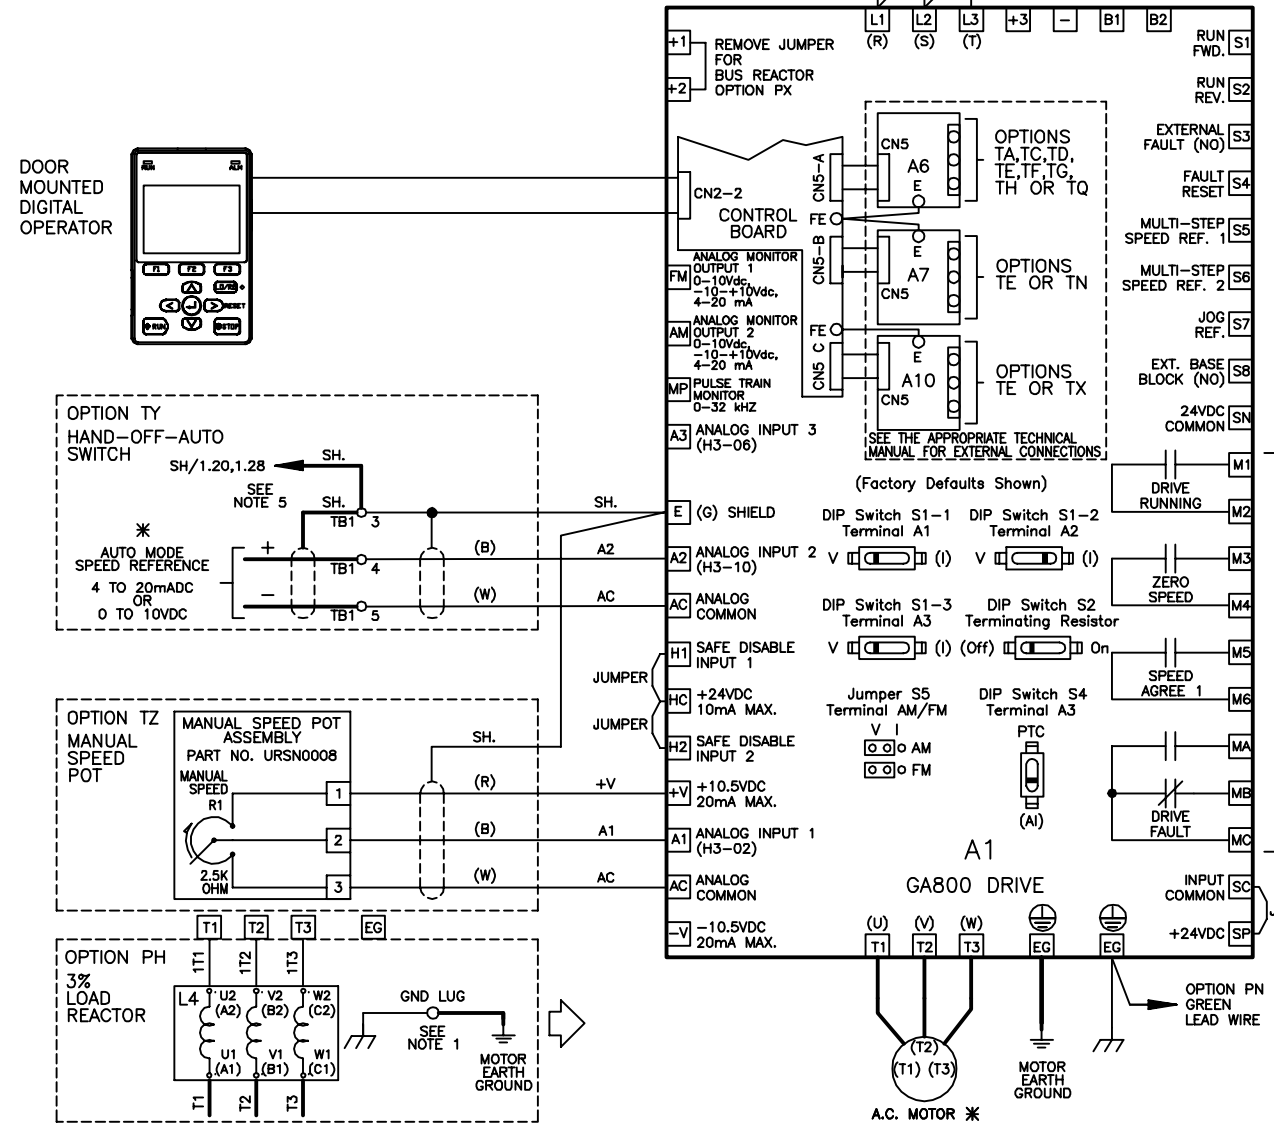 L1
L2
L3
+3
−
B1
B2
(R)
(S)
(T)
+1
+2
REMOVE JUMPER
FOR
BUS REACTOR
OPTION PX
RUN
FWD.
S1
RUN
REV.
S2
EXTERNAL
FAULT (NO)
S3
FAULT
RESET
S4
MULTI-STEP
SPEED REF. 1
S5
MULTI-STEP
SPEED REF. 2
S6
JOG
REF.
S7
EXT. BASE
BLOCK (NO)
S8
24VDC
COMMON
SN
DOOR
MOUNTED
DIGITAL
OPERATOR
RUN
ALM
F1
F2
F3
LO/RE
RESET
RUN
STOP
CN2-2
CONTROL
BOARD
CN5-A
FE
CN5-B
FE
CN5 C
CN5
A6
E
E
A7
CN5
E
A10
CN5
OPTIONS
TA,TC,TD,
TE,TF,TG,
TH OR TQ
OPTIONS
TE OR TN
OPTIONS
TE OR TX
SEE THE APPROPRIATE TECHNICAL
MANUAL FOR EXTERNAL CONNECTIONS
FM
ANALOG MONITOR
OUTPUT 1
0-10Vdc,
-10-+10Vdc,
4-20 mA
AM
ANALOG MONITOR
OUTPUT 2
0-10Vdc,
-10-+10Vdc,
4-20 mA
MP
PULSE TRAIN
MONITOR
0-32 kHZ
A3
ANALOG INPUT 3
(H3-06)
E
(G) SHIELD
A2
ANALOG INPUT 2
(H3-10)
AC
ANALOG
COMMON
H1
SAFE DISABLE
INPUT 1
HC
+24VDC
10mA MAX.
H2
SAFE DISABLE
INPUT 2
+V
+10.5VDC
20mA MAX.
A1
ANALOG INPUT 1
(H3-02)
AC
ANALOG
COMMON
-V
-10.5VDC
20mA MAX.
JUMPER
JUMPER
OPTION TY
HAND-OFF-AUTO
SWITCH
SH/1.20,1.28
SH.
SEE
NOTE 5
SH.
TB1 3
SH.
*
AUTO MODE
SPEED REFERENCE
4 TO 20mADC
OR
0 TO 10VDC
+
TB1 4
(B)
A2
−
TB1 5
(W)
AC
OPTION TZ
MANUAL
SPEED
POT
MANUAL SPEED POT
ASSEMBLY
PART NO. URSN0008
MANUAL
SPEED
R1
2.5K
OHM
1
2
3
SH.
(R)
+V
(B)
A1
(W)
AC
(Factory Defaults Shown)
DIP Switch S1-1
Terminal A1
V
(I)
DIP Switch S1-2
Terminal A2
V
(I)
DIP Switch S1-3
Terminal A3
V
(I)
DIP Switch S2
Terminating Resistor
(Off)
On
Jumper S5
Terminal AM/FM
V I
AM
FM
DIP Switch S4
Terminal A3
PTC
(AI)
M1
DRIVE
RUNNING
M2
M3
ZERO
SPEED
M4
M5
SPEED
AGREE 1
M6
MA
MB
DRIVE
FAULT
MC
INPUT
COMMON
SC
+24VDC
SP
J
A1
GA800 DRIVE
(U)
(V)
(W)
T1
T2
T3
EG
EG
OPTION PN
GREEN
LEAD WIRE
(T2)
(T1) (T3)
A.C. MOTOR *
MOTOR
EARTH
GROUND
T1
T2
T3
EG
OPTION PH
3%
LOAD
REACTOR
1T1
1T2
1T3
L4
U2
(A2)
V2
(B2)
W2
(C2)
U1
(A1)
V1
(B1)
W1
(C1)
T1
T2
T3
GND LUG
SEE
NOTE 1
MOTOR
EARTH
GROUND